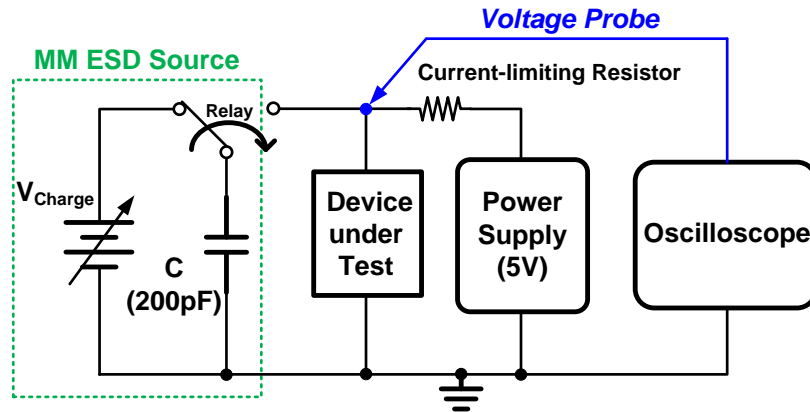 Voltage Probe
MM ESD Source
Current-limiting Resistor
Relay
VCharge
C
(200pF)
Device
under
Test
Power
Supply
(5V)
Oscilloscope